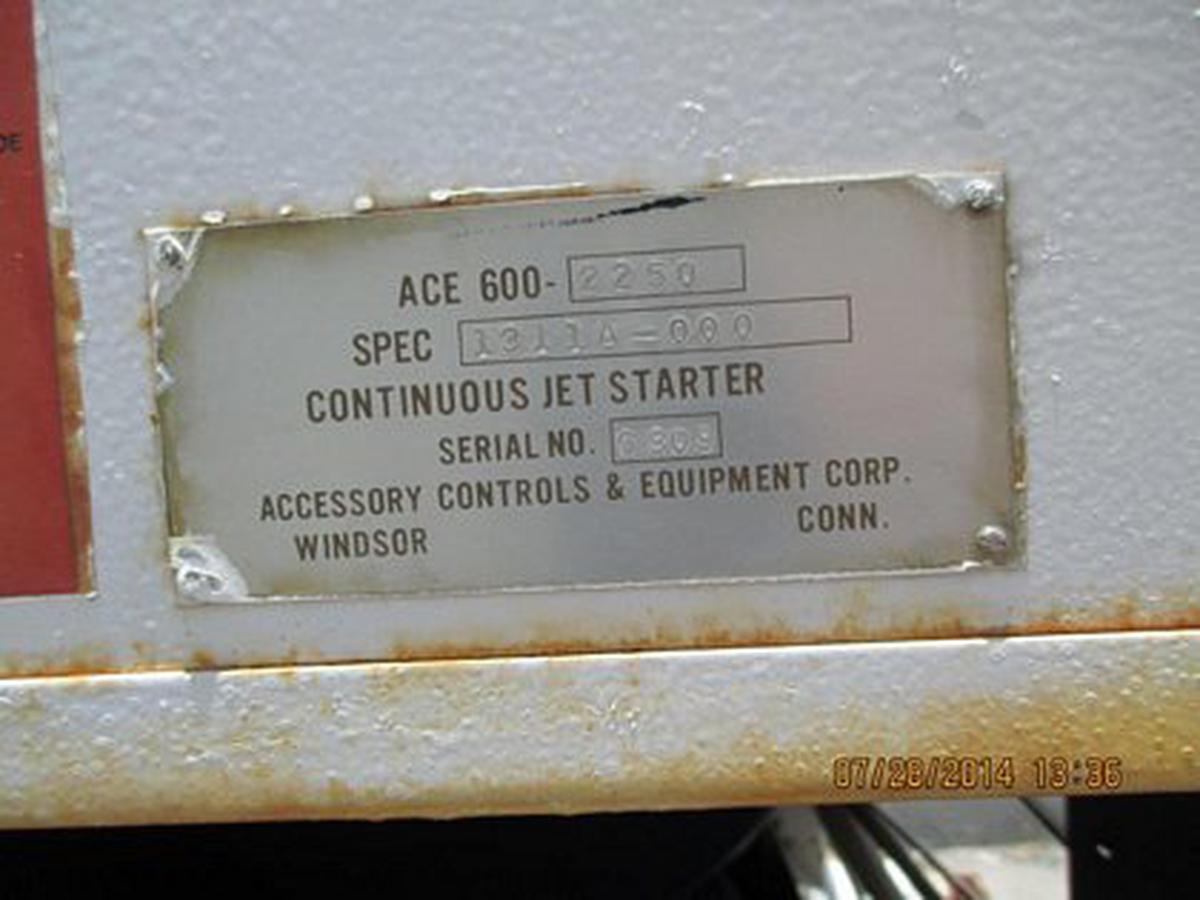 ACE 600-2250
SPEC 1311A-000
CONTINUOUS JET STARTER
SERIAL NO.
ACCESSORY CONTROLS & EQUIPMENT CORP.
WINDSOR CONN.
07/28/2014 13:36